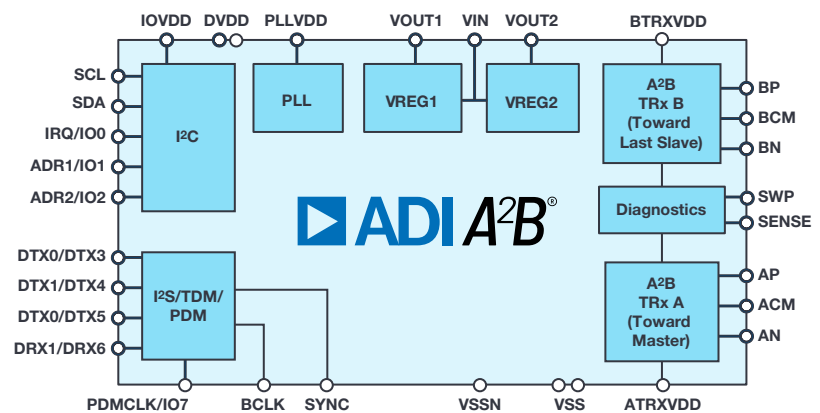 IOVDD DVDD PLLVDD VOUT1 VIN VOUT2 BTRXVDD
SCL
SDA
IRQ/IO0
ADR1/IO1
ADR2/IO2
I²C
PLL
VREG1
VREG2
A²B
TRx B
(Toward
Last Slave)
BP
BCM
BN
Diagnostics
SWP
SENSE
ADI A²B®
DTX0/DTX3
DTX1/DTX4
DTX0/DTX5
DRX1/DRX6
I²S/TDM/
PDM
A²B
TRx A
(Toward
Master)
AP
ACM
AN
PDMCLK/IO7 BCLK SYNC VSSN VSS ATRXVDD